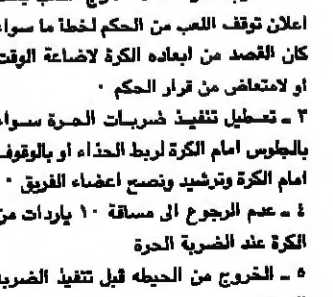 اعلان توقف اللعب من الحكم لخطأ ما سواء
كان القصد من ابعاده الكرة لاضاعة الوقت
او لامتعاض من قرار الحكم ٠
٣ ـ تعطيل تنفيذ ضربات الحرة سواء
بالجلوس امام الكرة لربط الحذاء او بالوقوف
امام الكرة وترشيد ونصح اعضاء الفريق ٠
٤ ـ عدم الرجوع الى مسافة ١٠ ياردات من
الكرة عند الضربة الحرة
٥ ـ الخروج من الحيطه قبل تنفيذ الضربة